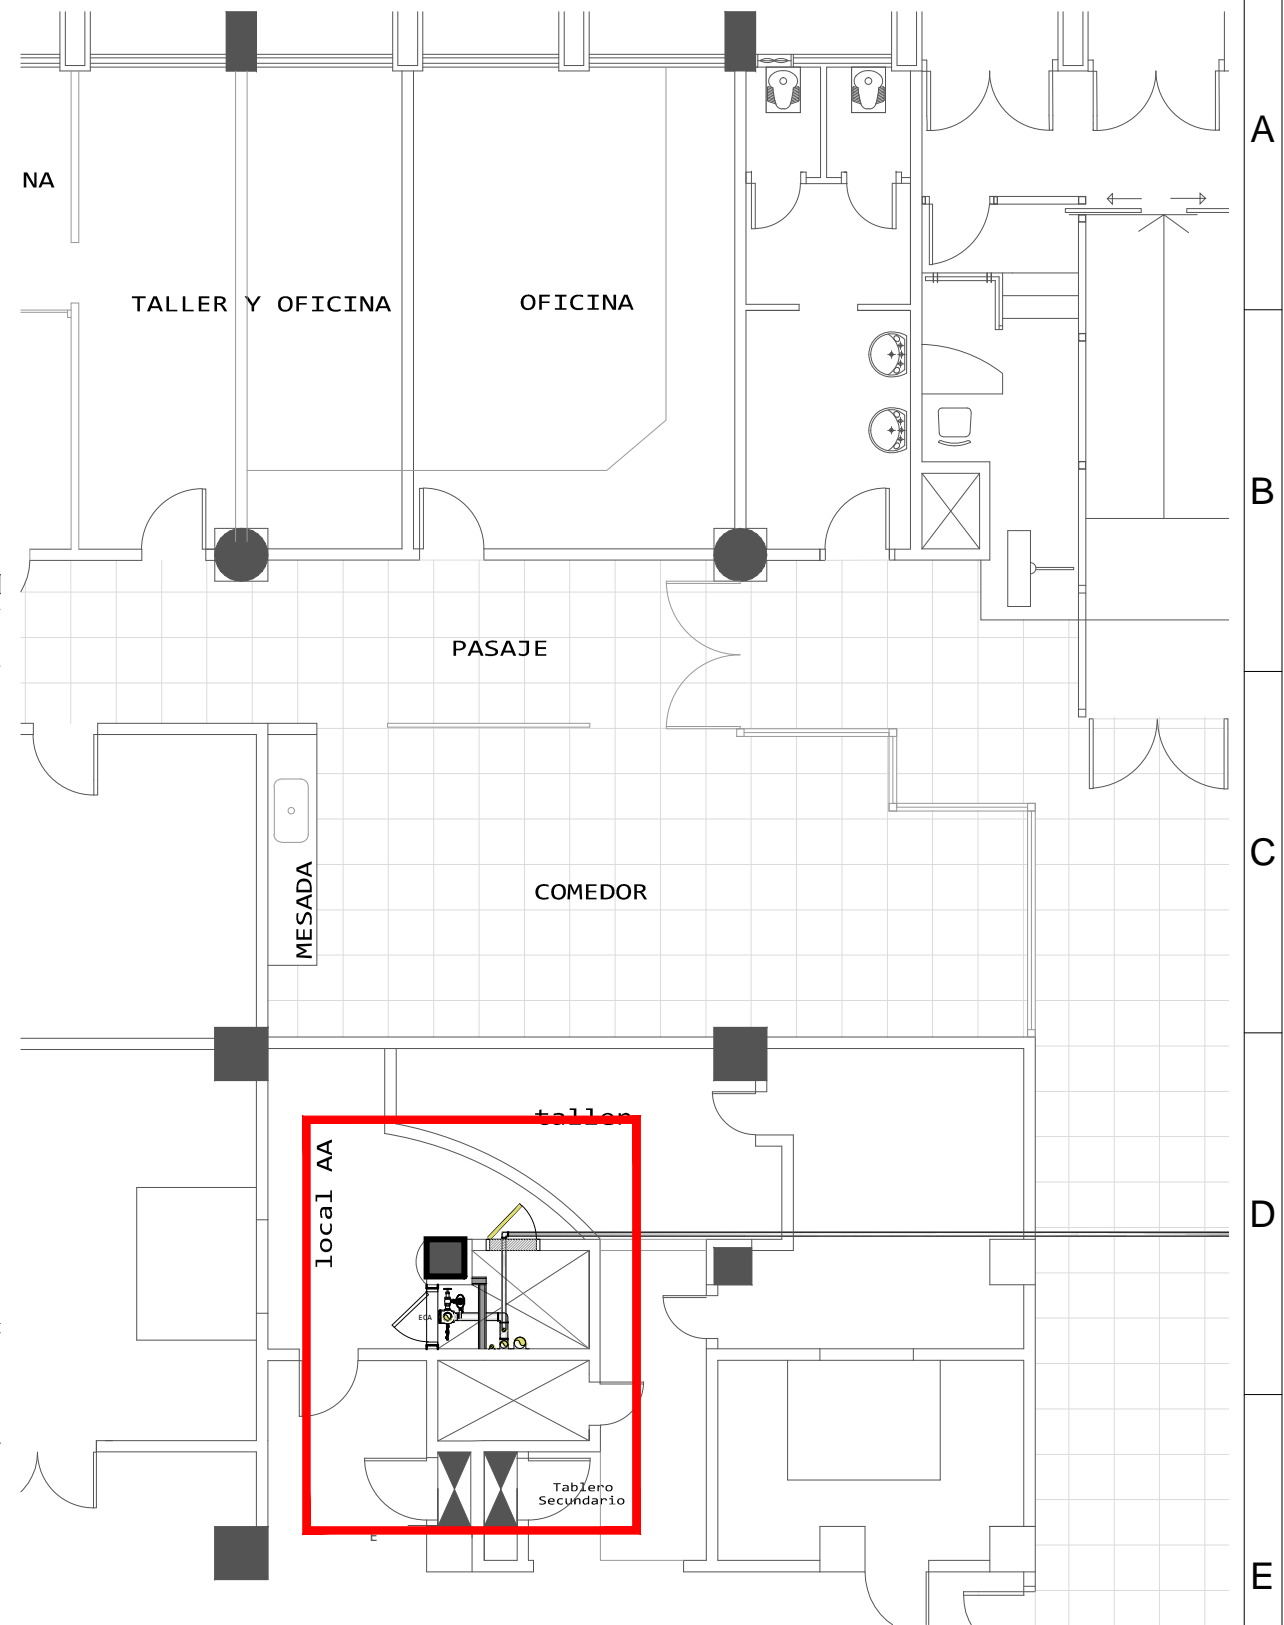 A
NA
TALLER Y OFICINA
OFICINA
B
PASAJE
C
MESADA
COMEDOR
taller
local AA
D
ECA
Tablero
Secundario
E
E